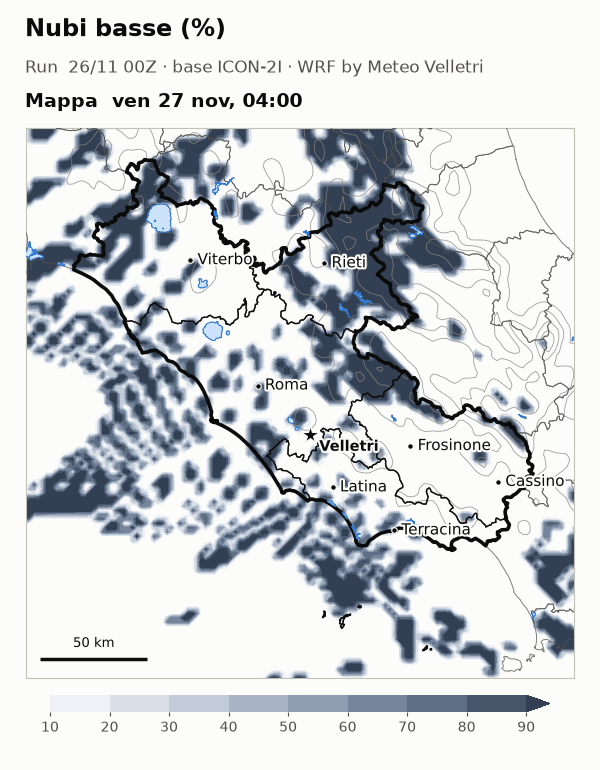 Nubi basse (%)
Run  26/11 00Z · base ICON-2I · WRF by Meteo Velletri
Mappa  ven 27 nov, 04:00
Viterbo
Rieti
Roma
Velletri
Frosinone
Cassino
Latina
Terracina
50 km
10 20 30 40 50 60 70 80 90